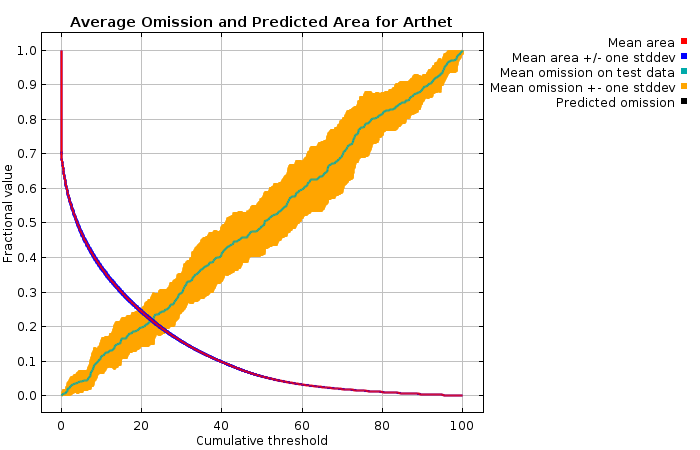 Average Omission and Predicted Area for Arthet
Mean area
Mean area +/- one stddev
Mean omission on test data
Mean omission +- one stddev
Predicted omission
Fractional value
1.0
0.9
0.8
0.7
0.6
0.5
0.4
0.3
0.2
0.1
0.0
0 20 40 60 80 100
Cumulative threshold